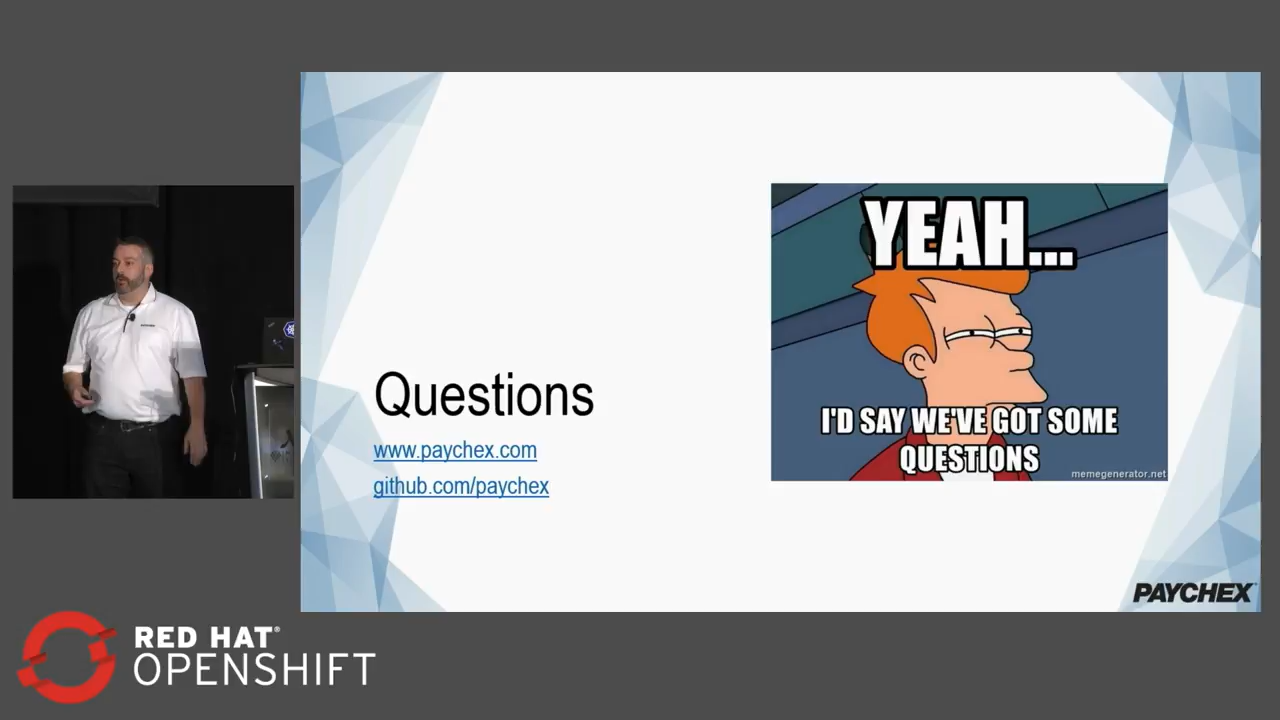 Questions
www.paychex.com
github.com/paychex
YEAH...
I'D SAY WE'VE GOT SOME
QUESTIONS
memegenerator.net
PAYCHEX
RED HAT®
OPENSHIFT